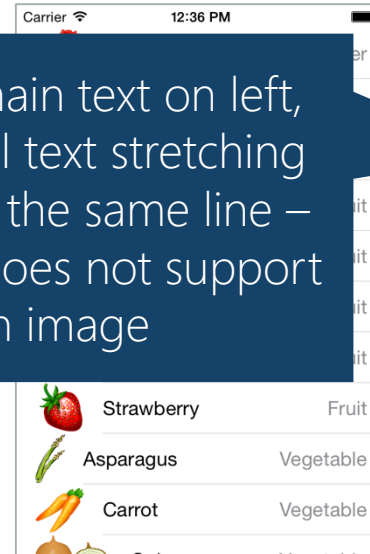 Carrier 12:36 PM
main text on left,
l text stretching
the same line –
does not support
image
Strawberry Fruit
Asparagus Vegetable
Carrot Vegetable